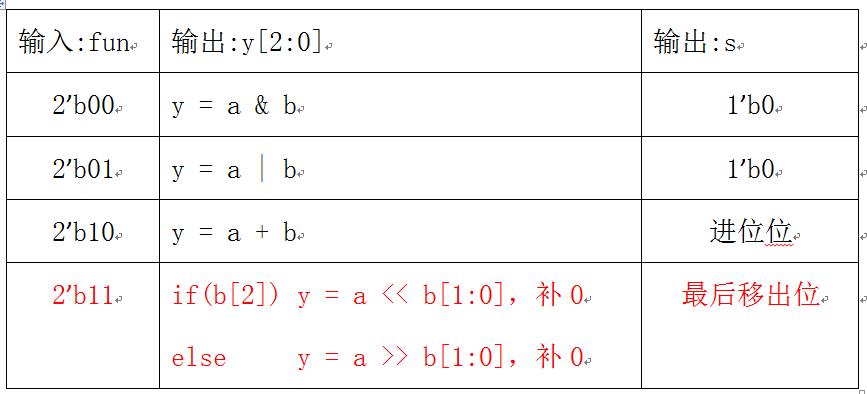 输入:fun 输出:y[2:0] 输出:s
2'b00 y = a & b 1'b0
2'b01 y = a | b 1'b0
2'b10 y = a + b 进位位
2'b11 if(b[2]) y = a << b[1:0], 补0 最后移出位
else y = a >> b[1:0], 补0